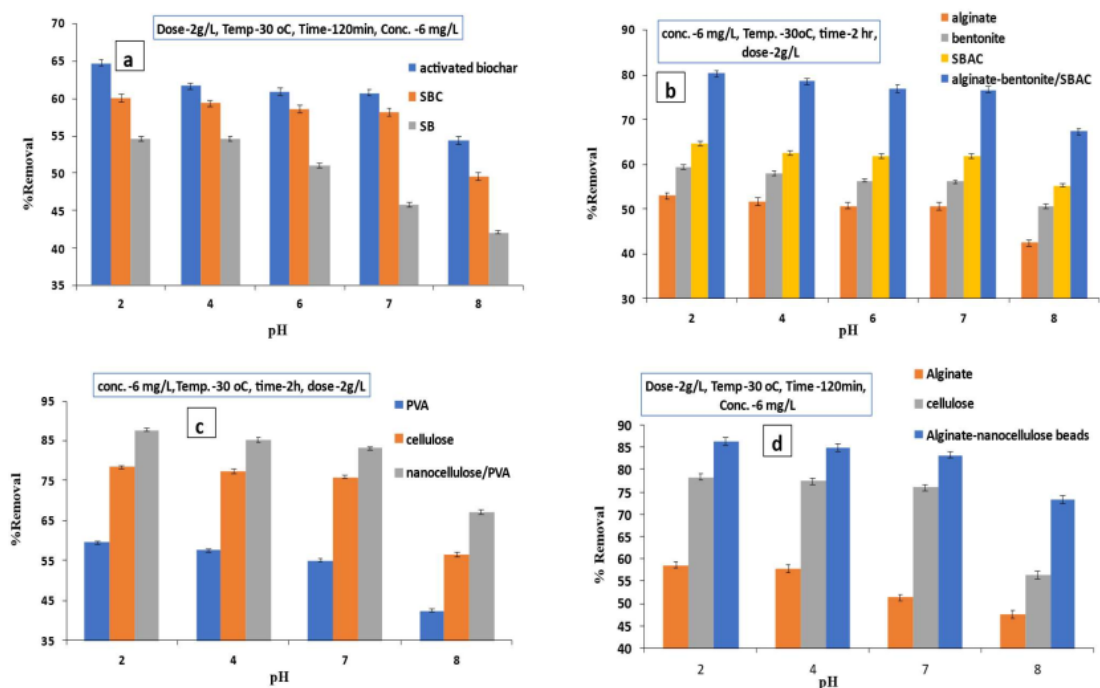 Dose-2g/L, Temp-30 oC, Time-120min, Conc. -6 mg/L
a
activated biochar
SBC
SB
%Removal
70
65
60
55
50
45
40
35
2 4 6 7 8
pH
conc. -6 mg/L, Temp. -30oC, time-2 hr,
dose-2g/L
b
alginate
bentonite
SBAC
alginate-bentonite/SBAC
%Removal
90
80
70
60
50
40
30
2 4 6 7 8
pH
conc. -6 mg/L,Temp. -30 oC, time-2h, dose-2g/L
c
PVA
cellulose
nanocellulose/PVA
%Removal
95
85
75
65
55
45
35
2 4 7 8
pH
Dose-2g/L, Temp-30 oC, Time-120min,
Conc. -6 mg/L
d
Alginate
cellulose
Alginate-nanocellulose beads
% Removal
90
85
80
75
70
65
60
55
50
45
40
2 4 7 8
pH